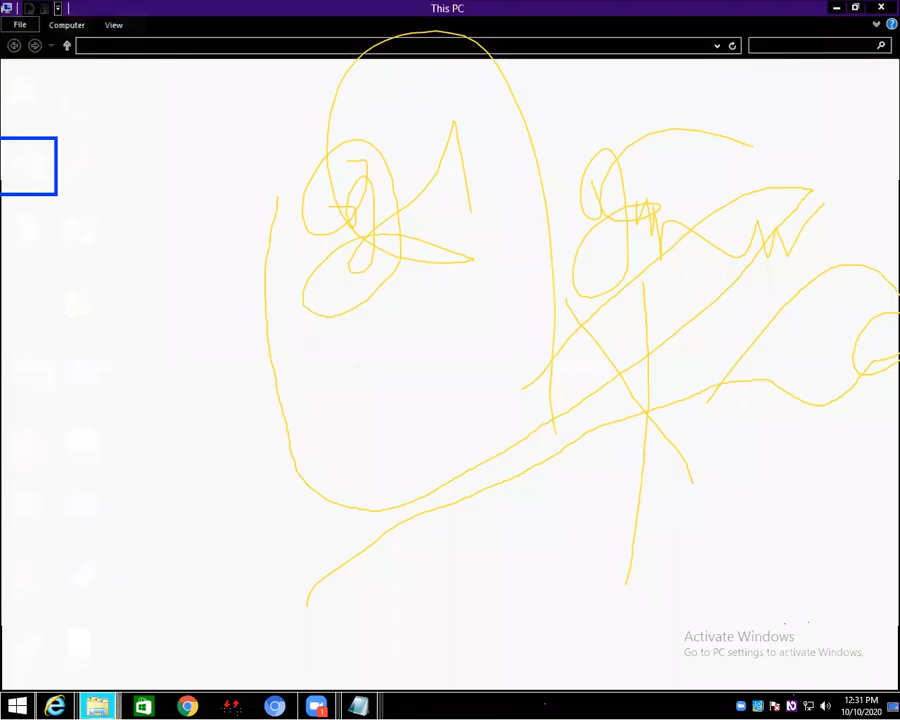 This PC
File Computer View
Activate Windows
Go to PC settings to activate Windows.
12:31 PM
10/10/2020